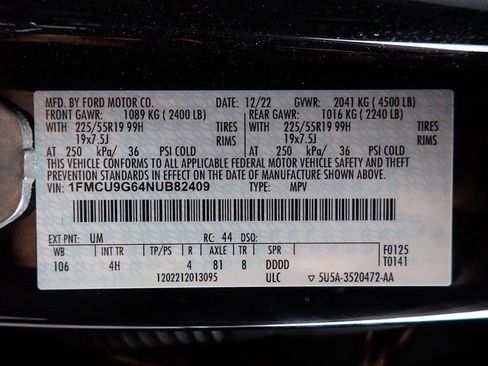 MFD. BY FORD MOTOR CO. DATE: 12/22 GVWR: 2041 KG ( 4500 LB)
FRONT GAWR: 1089 KG ( 2400 LB) REAR GAWR: 1016 KG ( 2240 LB)
WITH 225/55R19 99H TIRES WITH 225/55R19 99H TIRES
19x7.5J RIMS 19x7.5J RIMS
AT 250 kPa/ 36 PSI COLD AT 250 kPa/ 36 PSI COLD
THIS VEHICLE CONFORMS TO ALL APPLICABLE FEDERAL MOTOR VEHICLE SAFETY AND THEFT
PREVENTION STANDARDS IN EFFECT ON THE DATE OF MANUFACTURE SHOWN ABOVE.
VIN: 1FMCU9G64NUB82409 TYPE: MPV
EXT PNT: UM RC: 44 DSO:
WB TP/PS R AXLE TR SPR F0125
106 4H 4 81 8 DDDD T0141
1202212013095 ULC 5U5A-3520472-AA